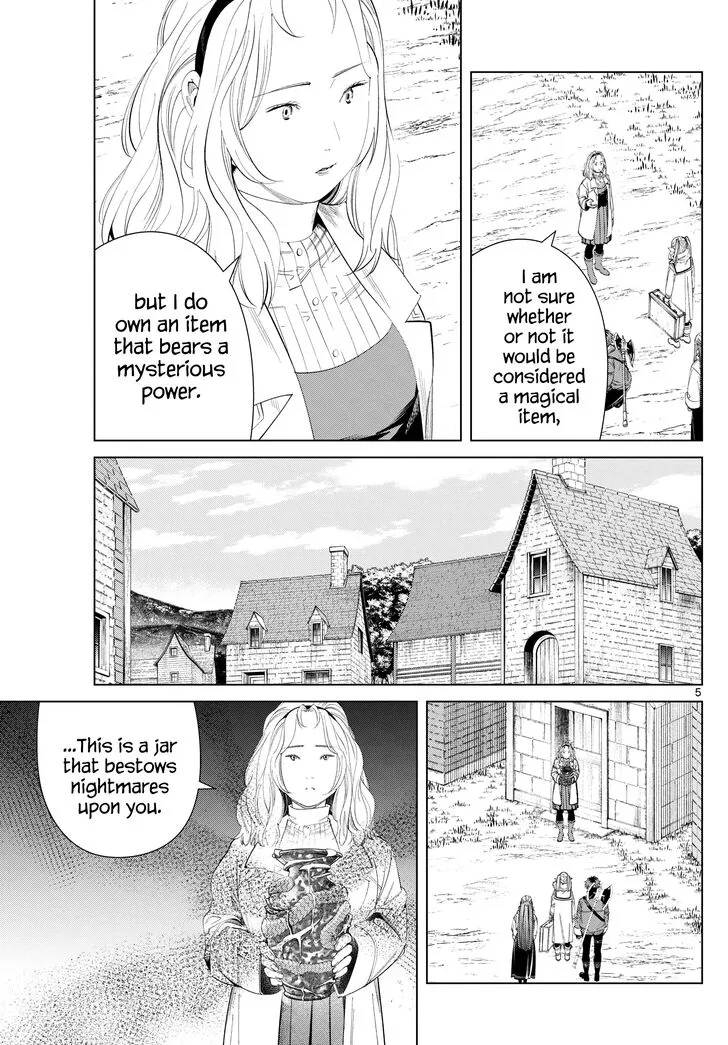 I am
not sure
whether
or not it
would be
considered
a magical
item,
but I do
own an item
that bears a
mysterious
power.
5
...This is a jar
that bestows
nightmares
upon you.